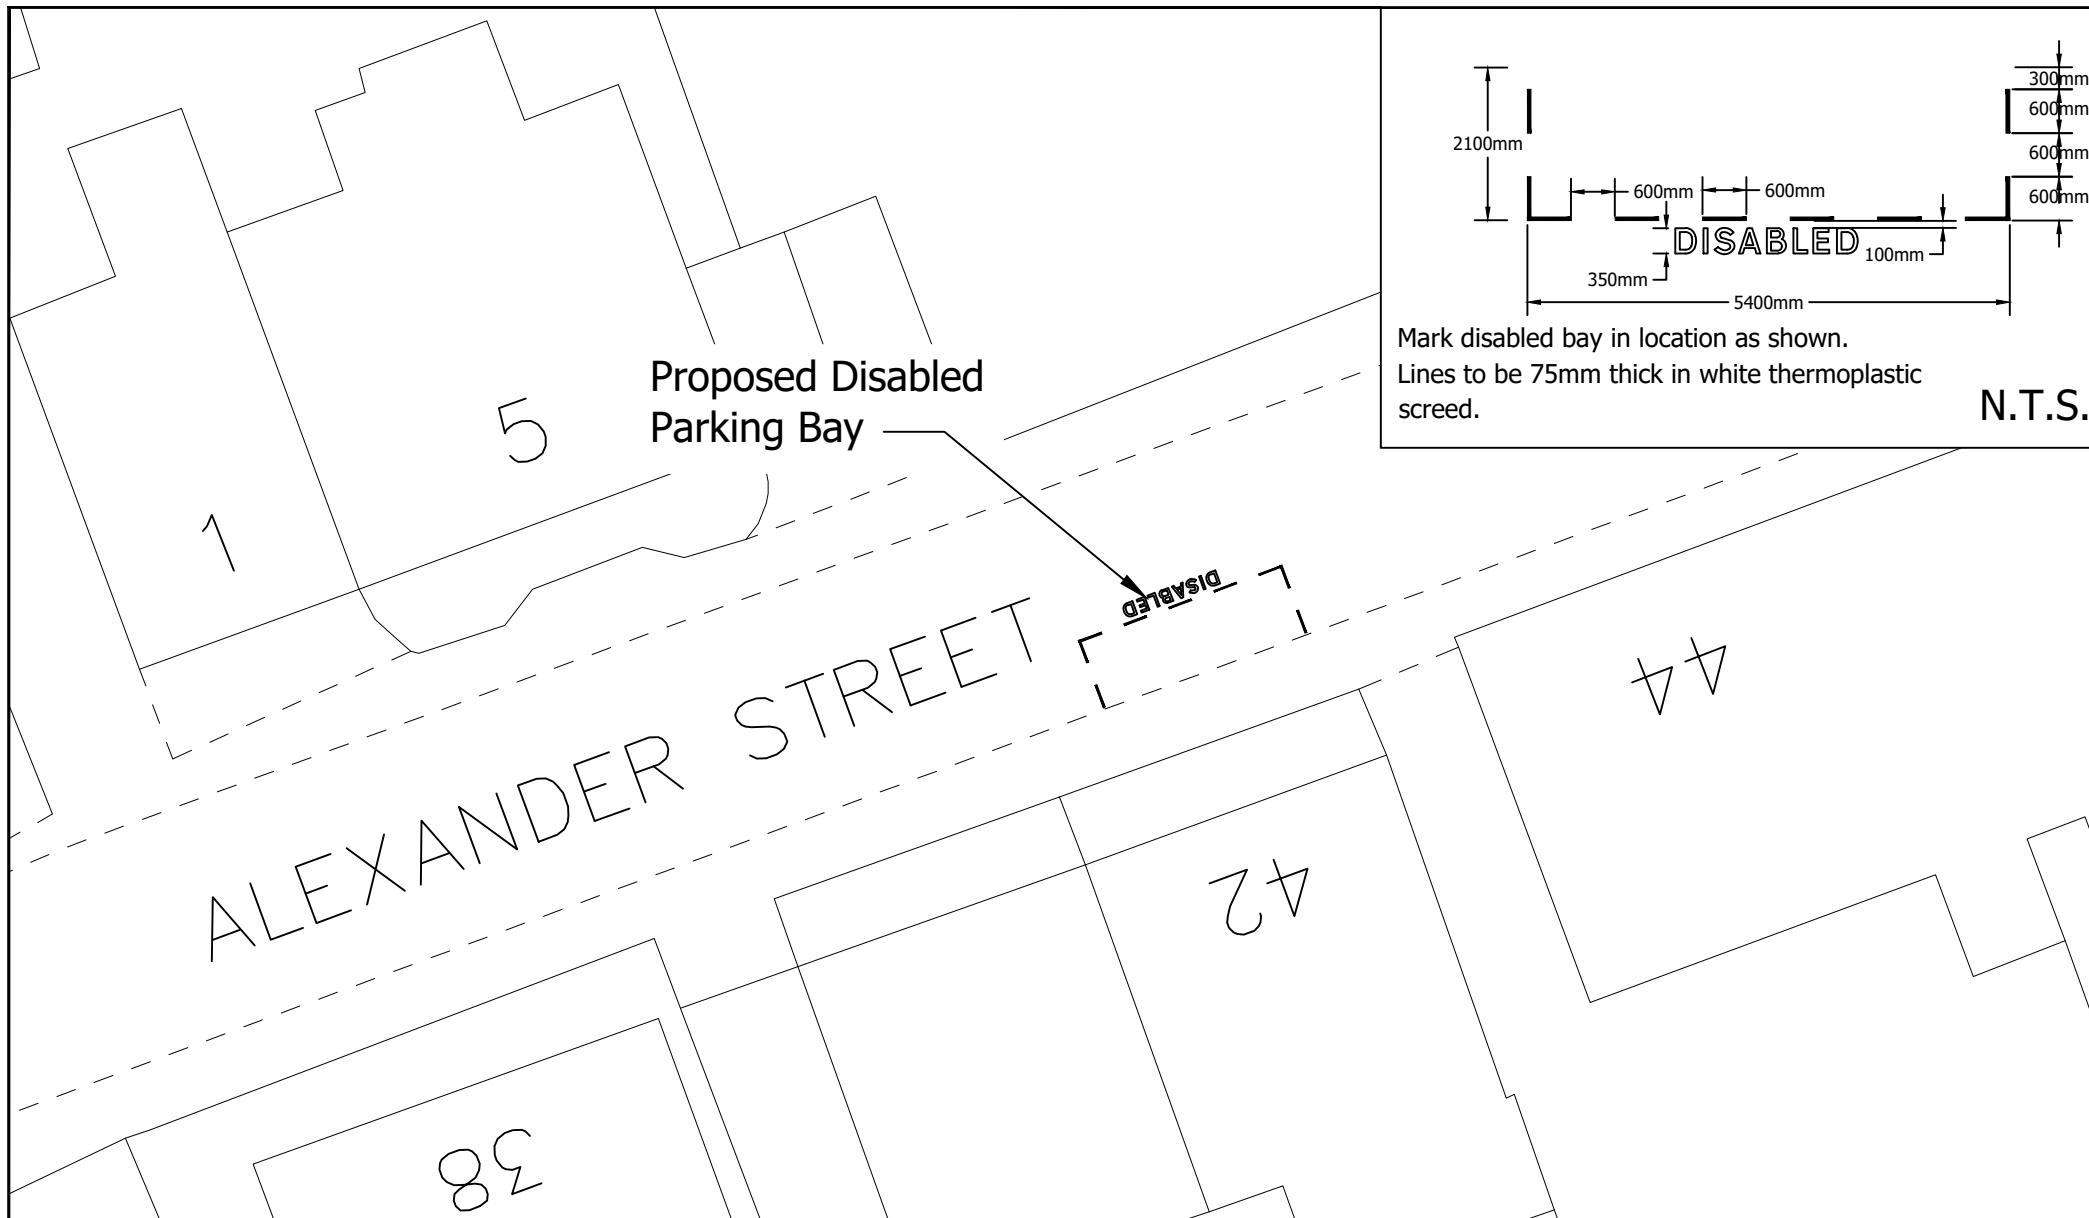 300mm
600mm
2100mm
600mm
600mm
600mm
600mm
DISABLED
100mm
350mm
5400mm
Mark disabled bay in location as shown.
Lines to be 75mm thick in white thermoplastic
screed.
N.T.S.
Proposed Disabled
Parking Bay
5
1
DISABLED
ALEXANDER STREET
44
42
38